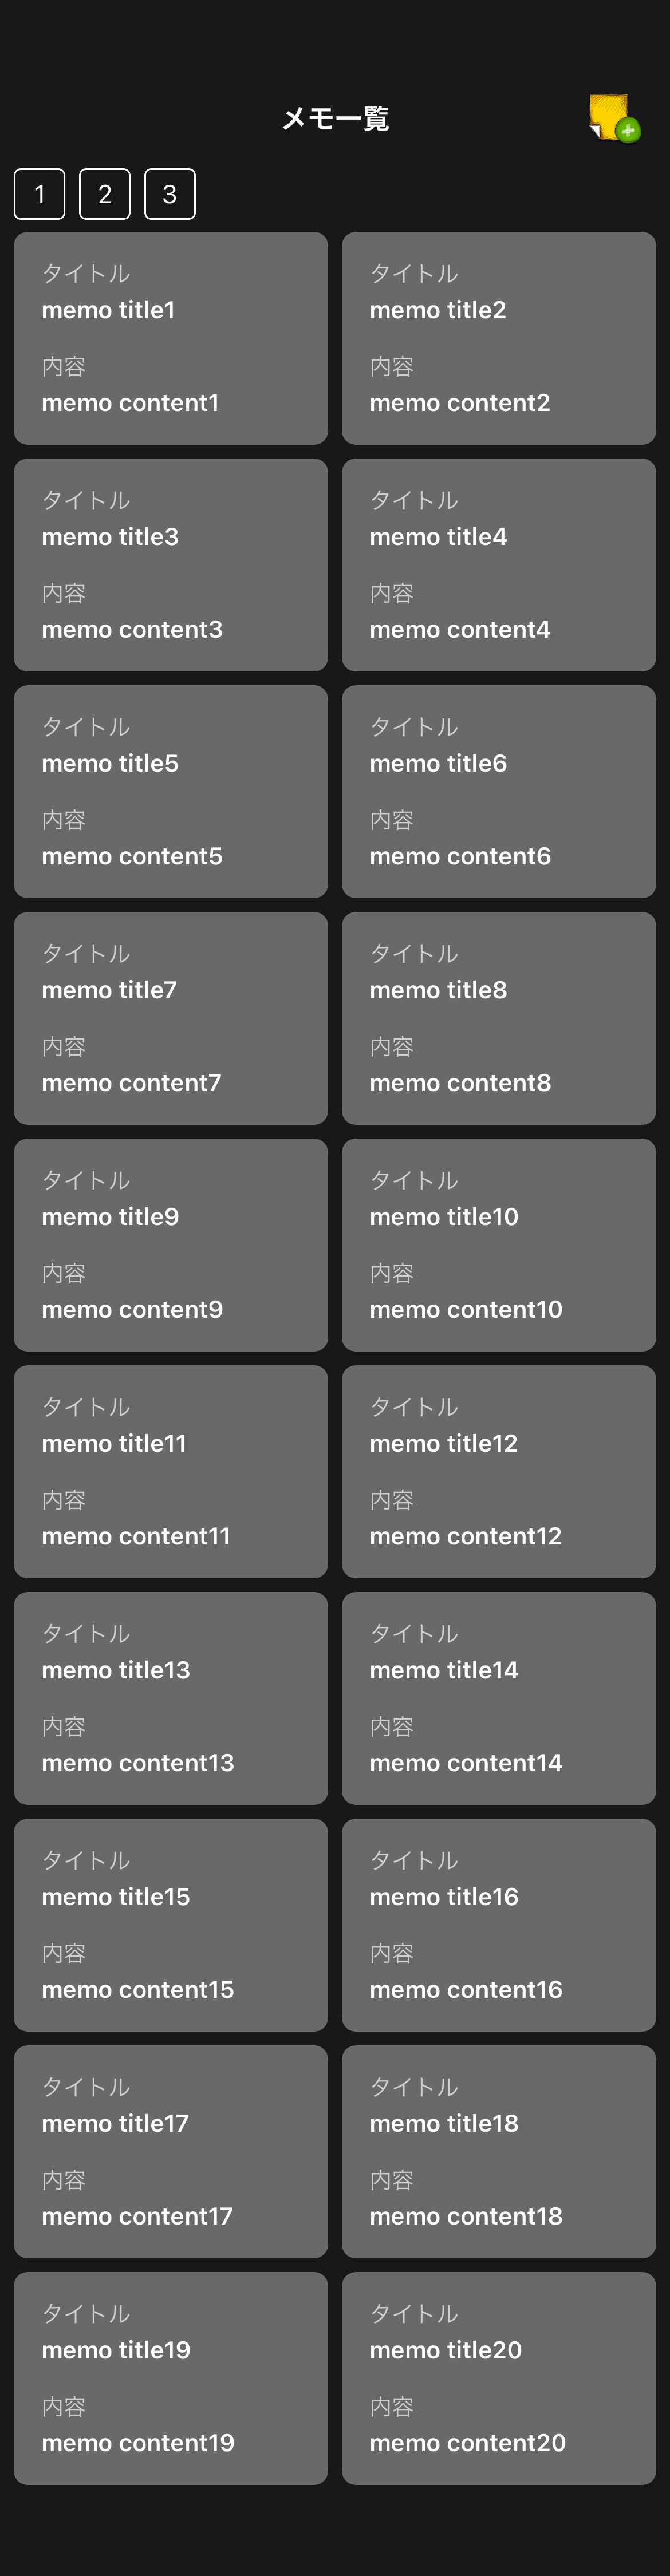 メモ一覧
1 2 3
タイトル
memo title1
内容
memo content1
タイトル
memo title2
内容
memo content2
タイトル
memo title3
内容
memo content3
タイトル
memo title4
内容
memo content4
タイトル
memo title5
内容
memo content5
タイトル
memo title6
内容
memo content6
タイトル
memo title7
内容
memo content7
タイトル
memo title8
内容
memo content8
タイトル
memo title9
内容
memo content9
タイトル
memo title10
内容
memo content10
タイトル
memo title11
内容
memo content11
タイトル
memo title12
内容
memo content12
タイトル
memo title13
内容
memo content13
タイトル
memo title14
内容
memo content14
タイトル
memo title15
内容
memo content15
タイトル
memo title16
内容
memo content16
タイトル
memo title17
内容
memo content17
タイトル
memo title18
内容
memo content18
タイトル
memo title19
内容
memo content19
タイトル
memo title20
内容
memo content20